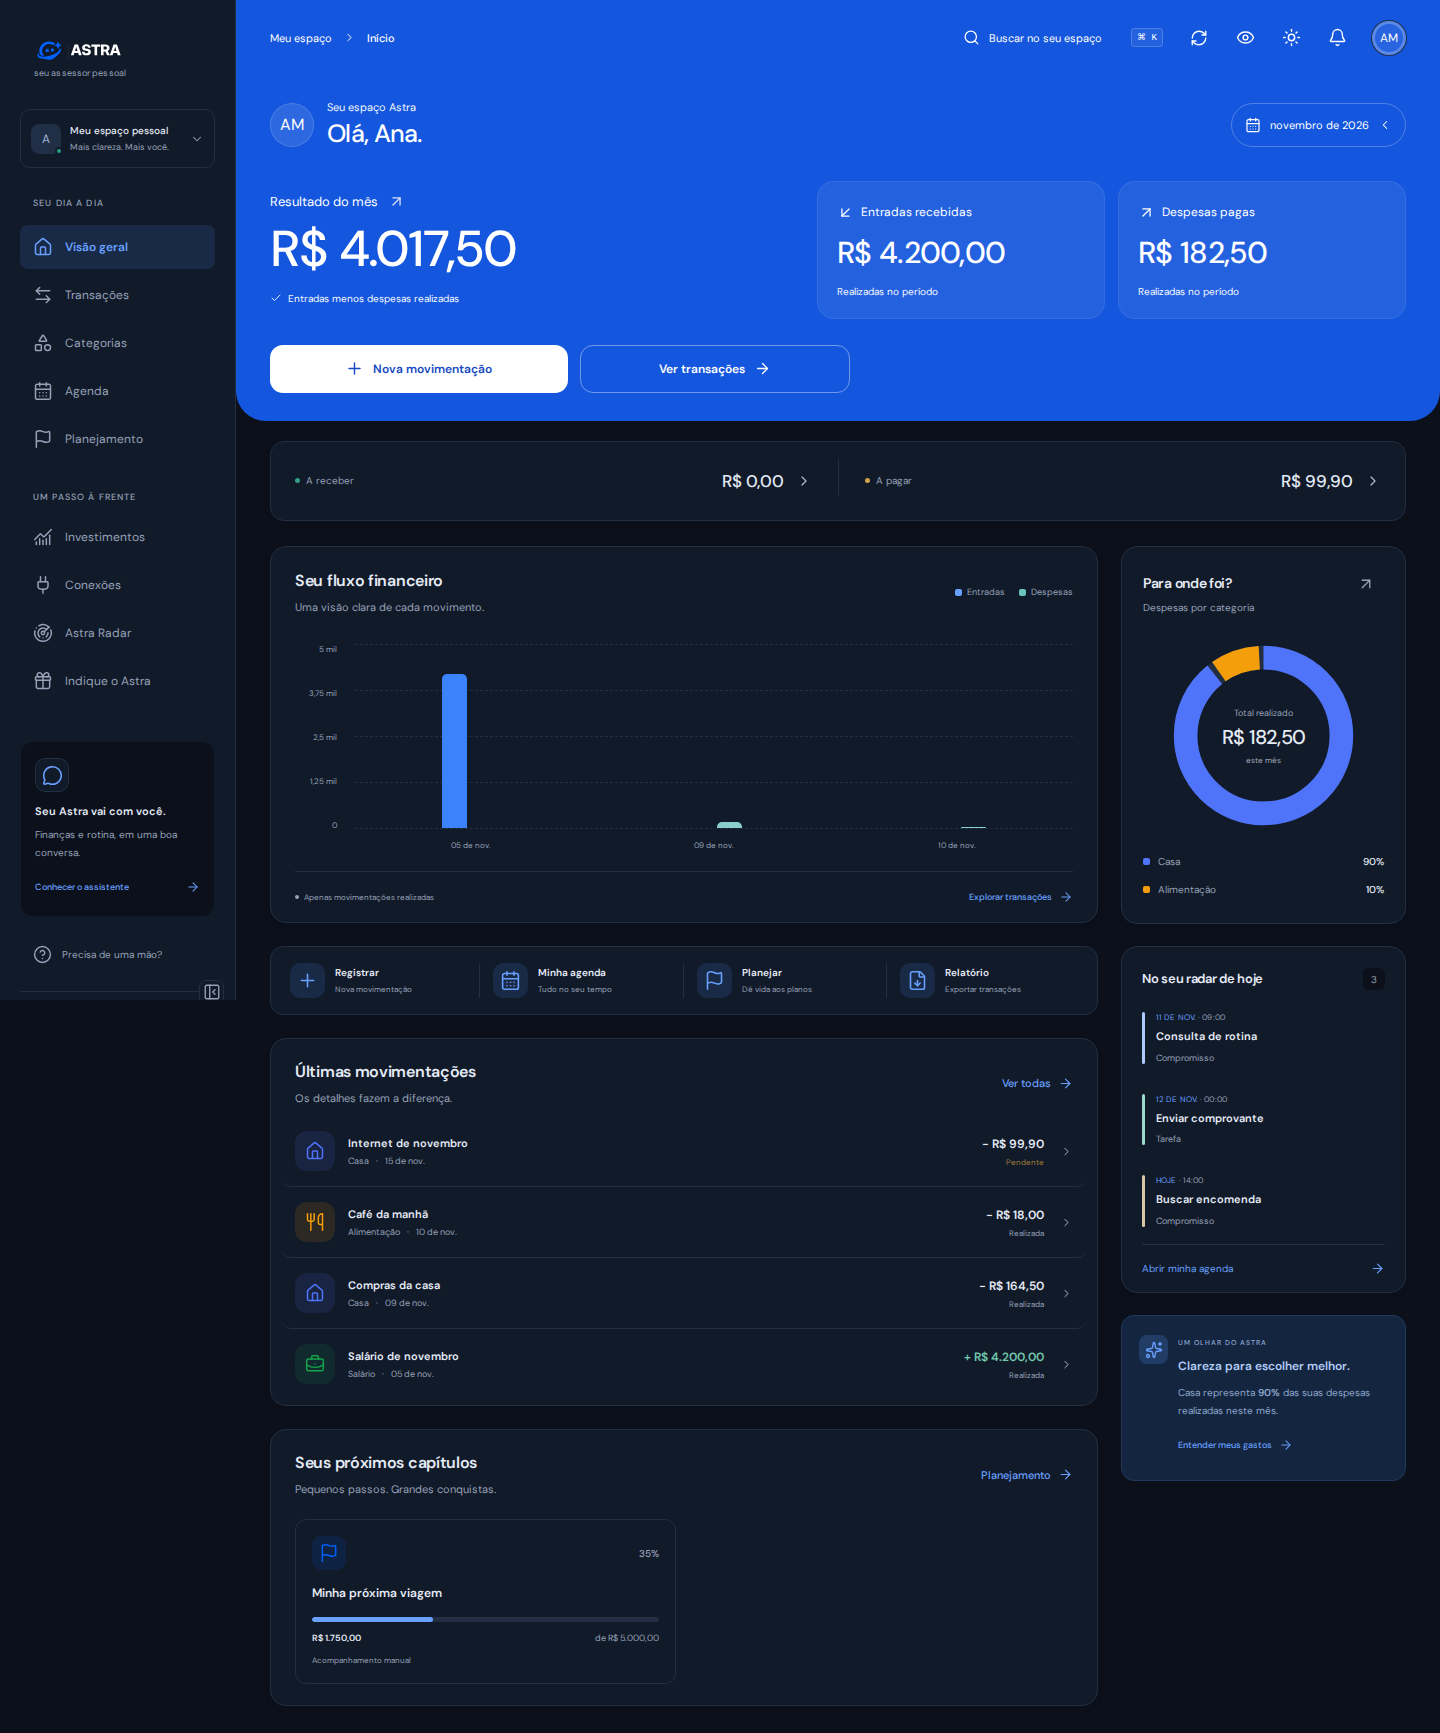 ASTRA
seu assessor pessoal
A
Meu espaço pessoal
Mais clareza. Mais você.
SEU DIA A DIA
Visão geral
Transações
Categorias
Agenda
Planejamento
UM PASSO À FRENTE
Investimentos
Conexões
Astra Radar
Indique o Astra
Seu Astra vai com você.
Finanças e rotina, em uma boa
conversa.
Conhecer o assistente
Precisa de uma mão?
Meu espaço
Início
Buscar no seu espaço
⌘ K
AM
AM
Seu espaço Astra
Olá, Ana.
novembro de 2026
Resultado do mês
R$ 4.017,50
Entradas menos despesas realizadas
Entradas recebidas
R$ 4.200,00
Realizadas no período
Despesas pagas
R$ 182,50
Realizadas no período
Nova movimentação
Ver transações
A receber
R$ 0,00
A pagar
R$ 99,90
Seu fluxo financeiro
Uma visão clara de cada movimento.
Entradas
Despesas
5 mil
3,75 mil
2,5 mil
1,25 mil
0
05 de nov.
09 de nov.
10 de nov.
Apenas movimentações realizadas
Explorar transações
Para onde foi?
Despesas por categoria
Total realizado
R$ 182,50
este mês
Casa
90%
Alimentação
10%
Registrar
Nova movimentação
Minha agenda
Tudo no seu tempo
Planejar
Dê vida aos planos
Relatório
Exportar transações
Últimas movimentações
Os detalhes fazem a diferença.
Ver todas
Internet de novembro
Casa · 15 de nov.
- R$ 99,90
Pendente
Café da manhã
Alimentação · 10 de nov.
- R$ 18,00
Realizada
Compras da casa
Casa · 09 de nov.
- R$ 164,50
Realizada
Salário de novembro
Salário · 05 de nov.
+ R$ 4.200,00
Realizada
No seu radar de hoje
3
11 DE NOV. · 09:00
Consulta de rotina
Compromisso
12 DE NOV. · 00:00
Enviar comprovante
Tarefa
HOJE · 14:00
Buscar encomenda
Compromisso
Abrir minha agenda
UM OLHAR DO ASTRA
Clareza para escolher melhor.
Casa representa 90% das suas despesas
realizadas neste mês.
Entender meus gastos
Seus próximos capítulos
Pequenos passos. Grandes conquistas.
Planejamento
35%
Minha próxima viagem
R$ 1.750,00
de R$ 5.000,00
Acompanhamento manual